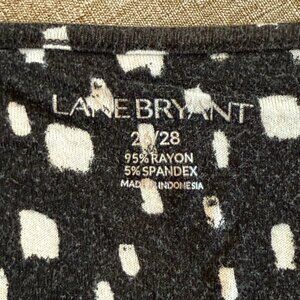 LANE BRYANT
26/28
95% RAYON
5% SPANDEX
MADE IN INDONESIA